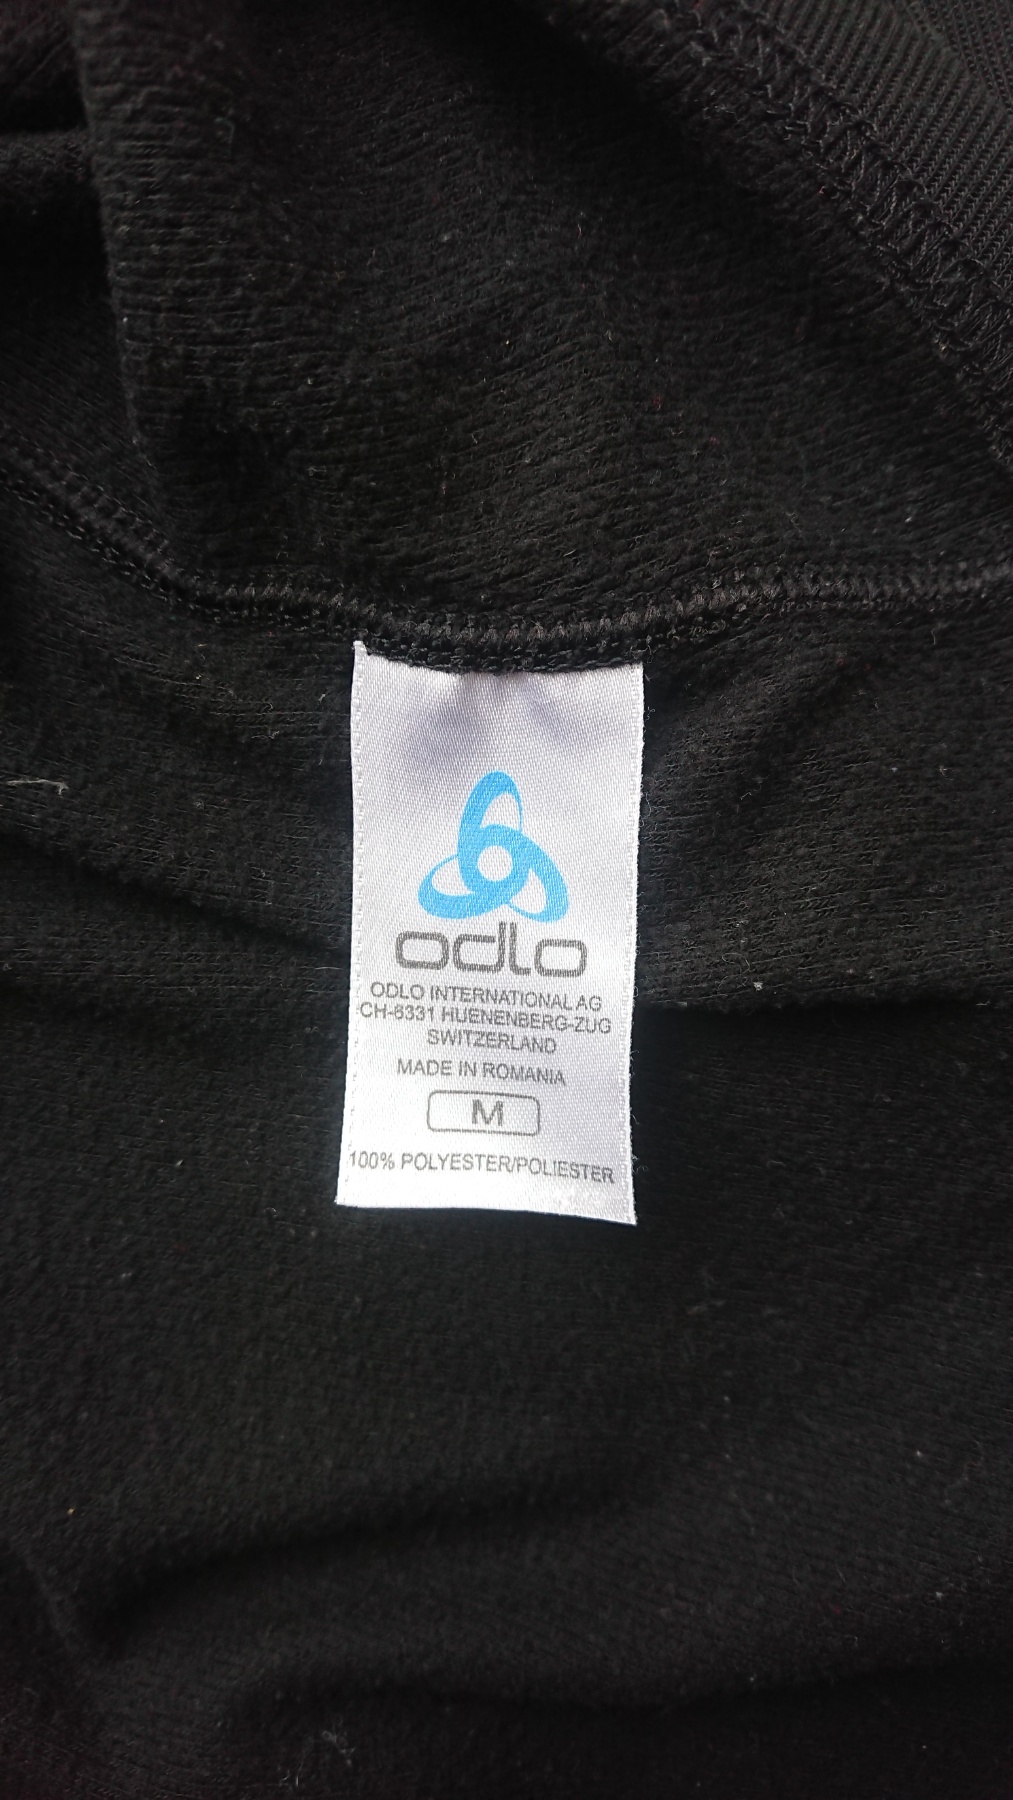 odlo
ODLO INTERNATIONAL AG
CH-6331 HUENENBERG-ZUG
SWITZERLAND
MADE IN ROMANIA
M
100% POLYESTER/POLIESTER